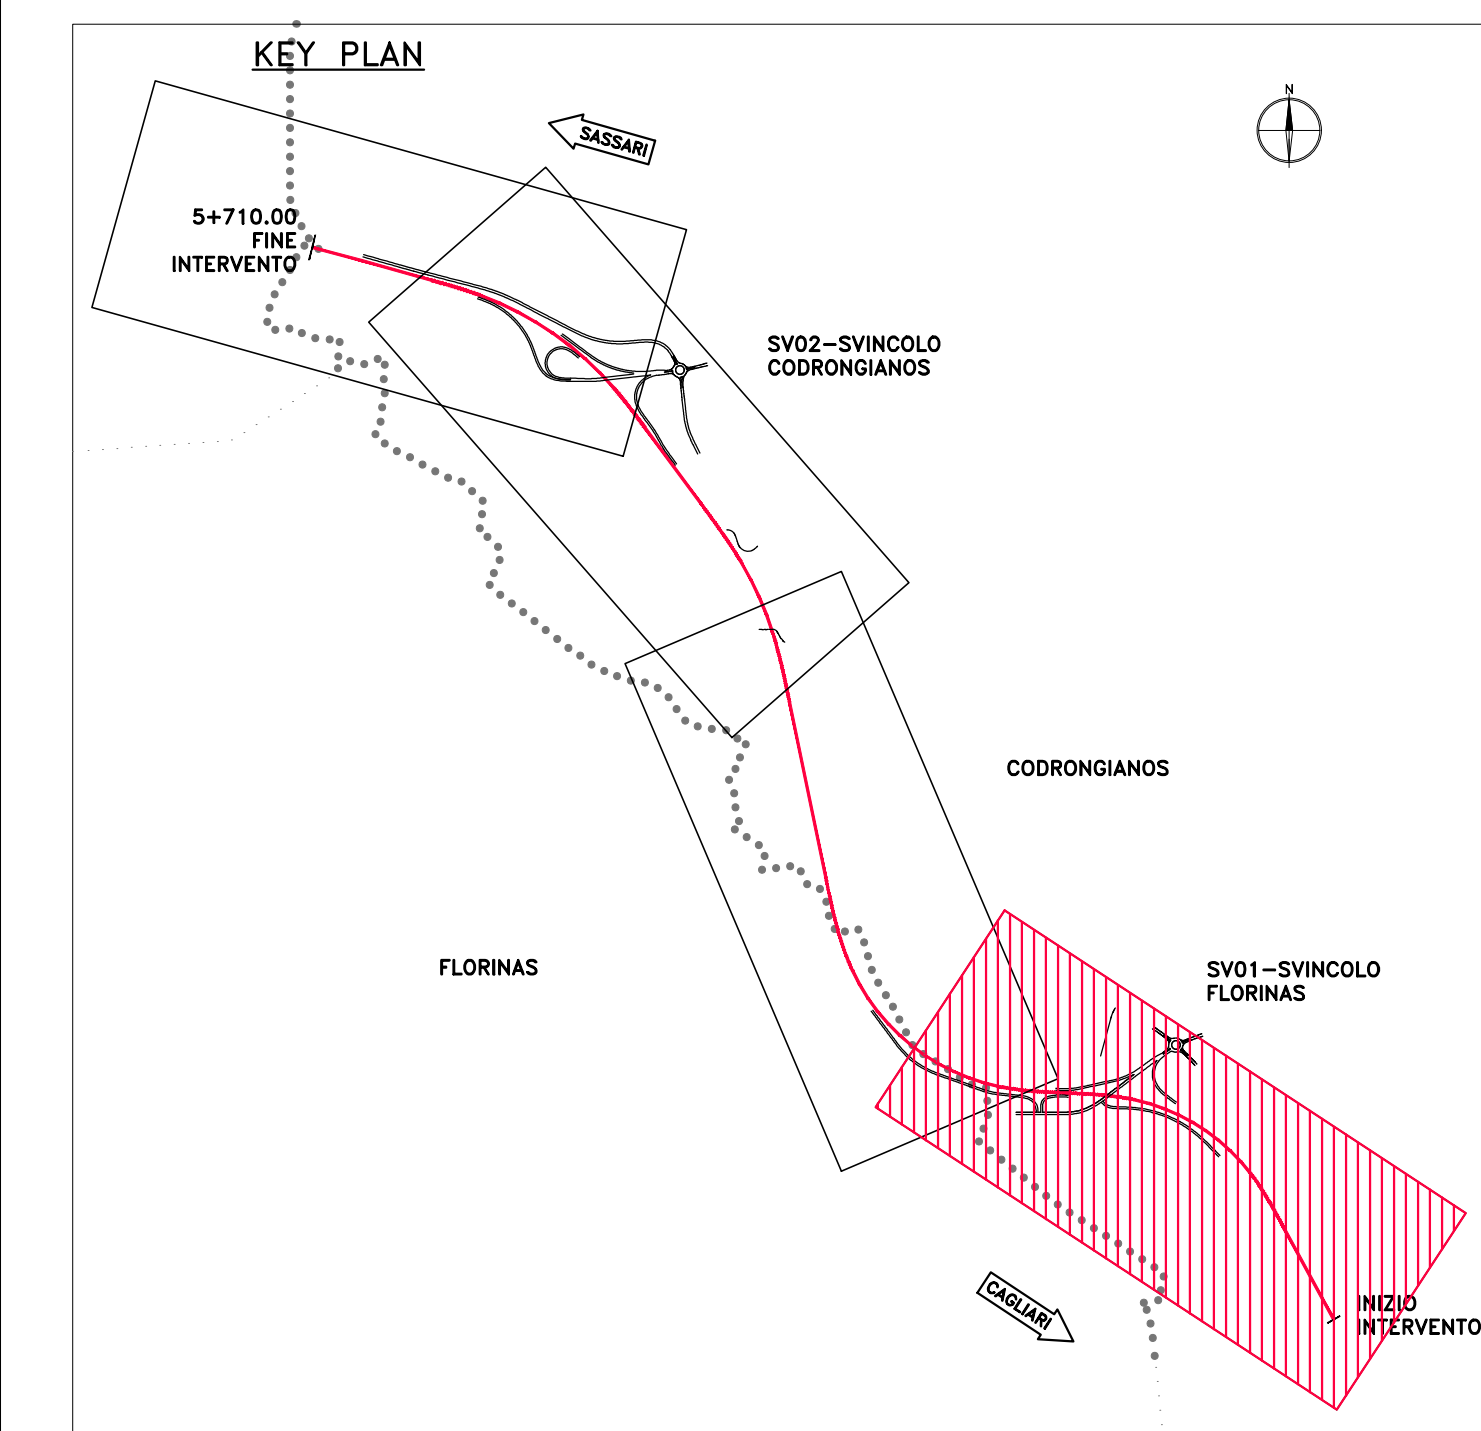 KEY PLAN
N
SASSARI
5+710.00
FINE
INTERVENTO
SV02-SVINCOLO
CODRONGIANOS
CODRONGIANOS
FLORINAS
SV01-SVINCOLO
FLORINAS
CAGLIARI
INIZIO
INTERVENTO